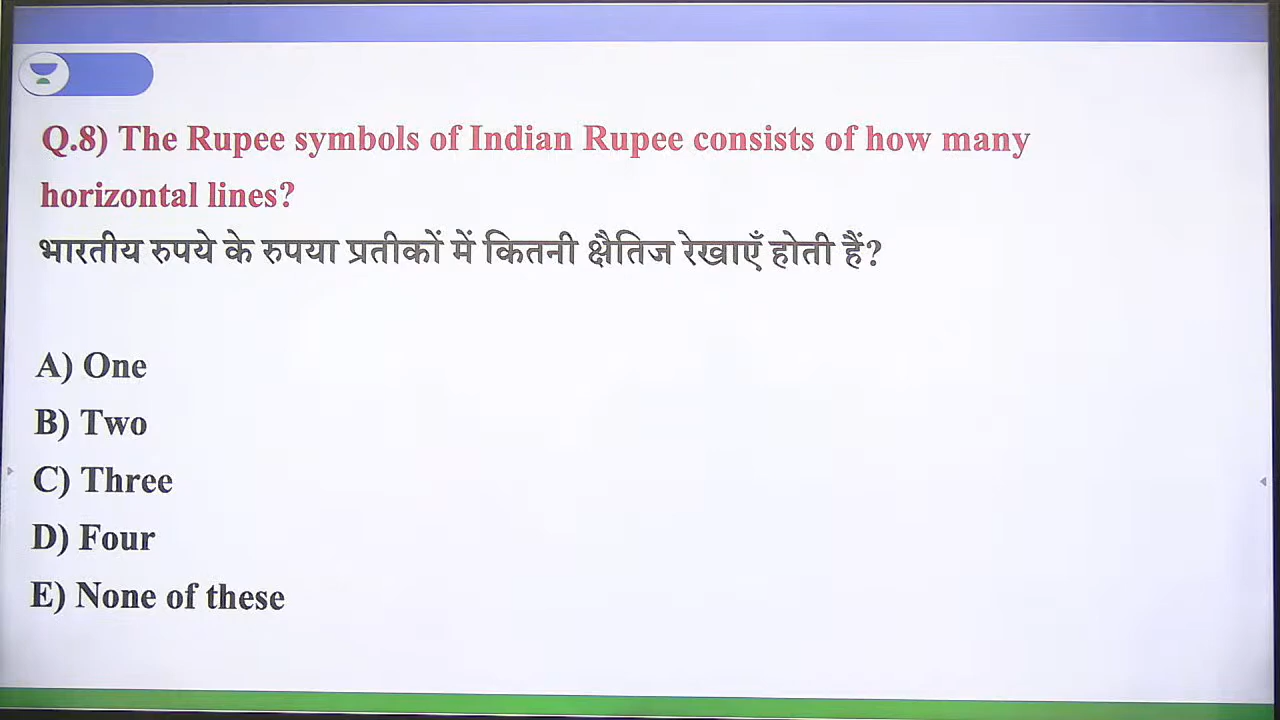 Q.8) The Rupee symbols of Indian Rupee consists of how many
horizontal lines?
भारतीय रुपये के रुपया प्रतीकों में कितनी क्षैतिज रेखाएँ होती हैं?
A) One
B) Two
C) Three
D) Four
E) None of these